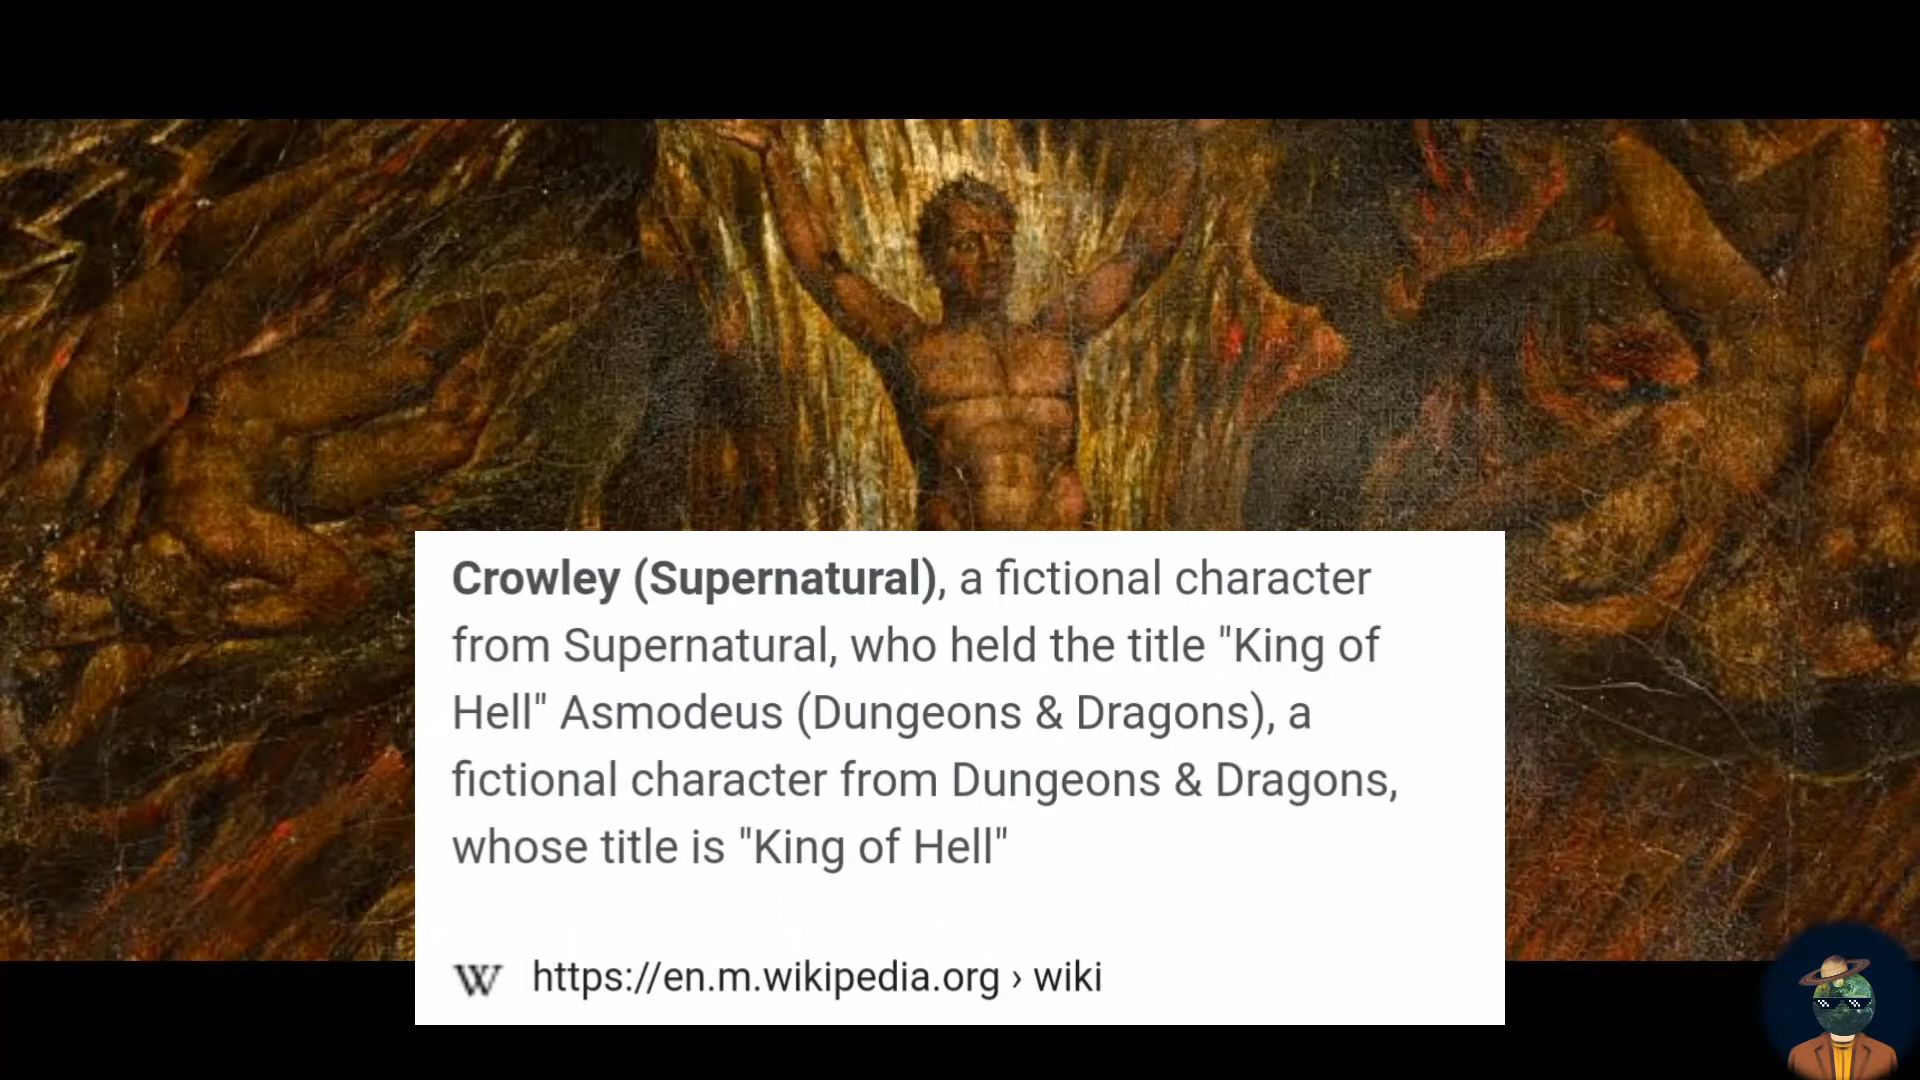 Crowley (Supernatural), a fictional character
from Supernatural, who held the title "King of
Hell" Asmodeus (Dungeons & Dragons), a
fictional character from Dungeons & Dragons,
whose title is "King of Hell"
W https://en.m.wikipedia.org › wiki